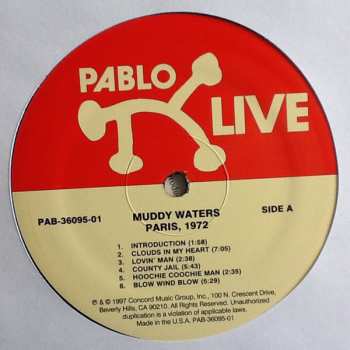 PABLO
LIVE
PAB-36095-01
MUDDY WATERS
PARIS, 1972
SIDE A
1. INTRODUCTION (1:58)
2. CLOUDS IN MY HEART (7:05)
3. LOVIN' MAN (2:38)
4. COUNTY JAIL (5:43)
5. HOOCHIE COOCHIE MAN (2:35)
6. BLOW WIND BLOW (5:29)
℗ & © 1997 Concord Music Group, Inc., 100 N. Crescent Drive,
Beverly Hills, CA 90210. All Rights Reserved. Unauthorized
duplication is a violation of applicable laws.
Made in the U.S.A. PAB-36095-01